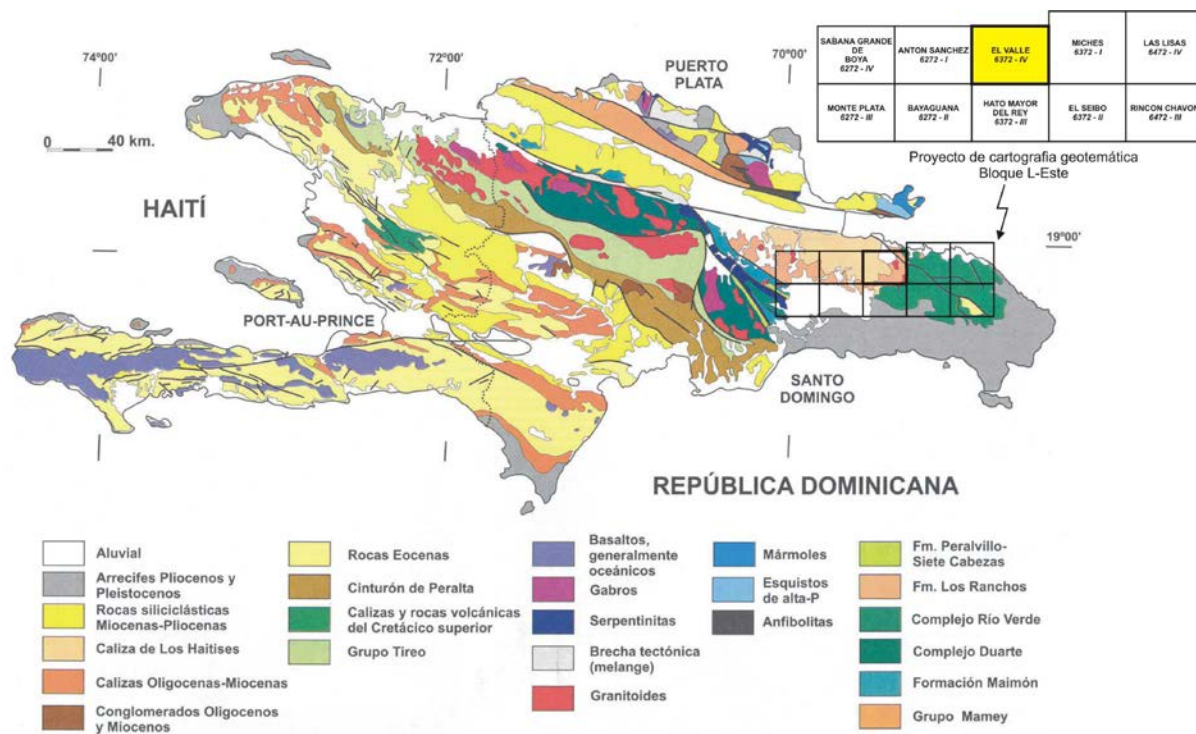 74º00'
72º00'
70º00'
PUERTO
PLATA
SABANA GRANDE
DE
BOYA
6272 - IV
ANTON SANCHEZ
6272 - I
EL VALLE
6372 - IV
MICHES
6372 - I
LAS LISAS
6472 - IV
MONTE PLATA
6272 - III
BAYAGUANA
6272 - II
HATO MAYOR
DEL REY
6372 - III
EL SEIBO
6372 - II
RINCON CHAVON
6472 - III
0 40 km.
Proyecto de cartografia geotemática
Bloque L-Este
HAITÍ
19º00'
PORT-AU-PRINCE
SANTO
DOMINGO
REPÚBLICA DOMINICANA
Aluvial
Arrecifes Pliocenos y
Pleistocenos
Rocas siliciclásticas
Miocenas-Pliocenas
Caliza de Los Haitises
Calizas Oligocenas-Miocenas
Conglomerados Oligocenos
y Miocenos
Rocas Eocenas
Cinturón de Peralta
Calizas y rocas volcánicas
del Cretácico superior
Grupo Tireo
Basaltos,
generalmente
oceánicos
Gabros
Serpentinitas
Brecha tectónica
(melange)
Granitoides
Mármoles
Esquistos
de alta-P
Anfibolitas
Fm. Peralvillo-
Siete Cabezas
Fm. Los Ranchos
Complejo Río Verde
Complejo Duarte
Formación Maimón
Grupo Mamey